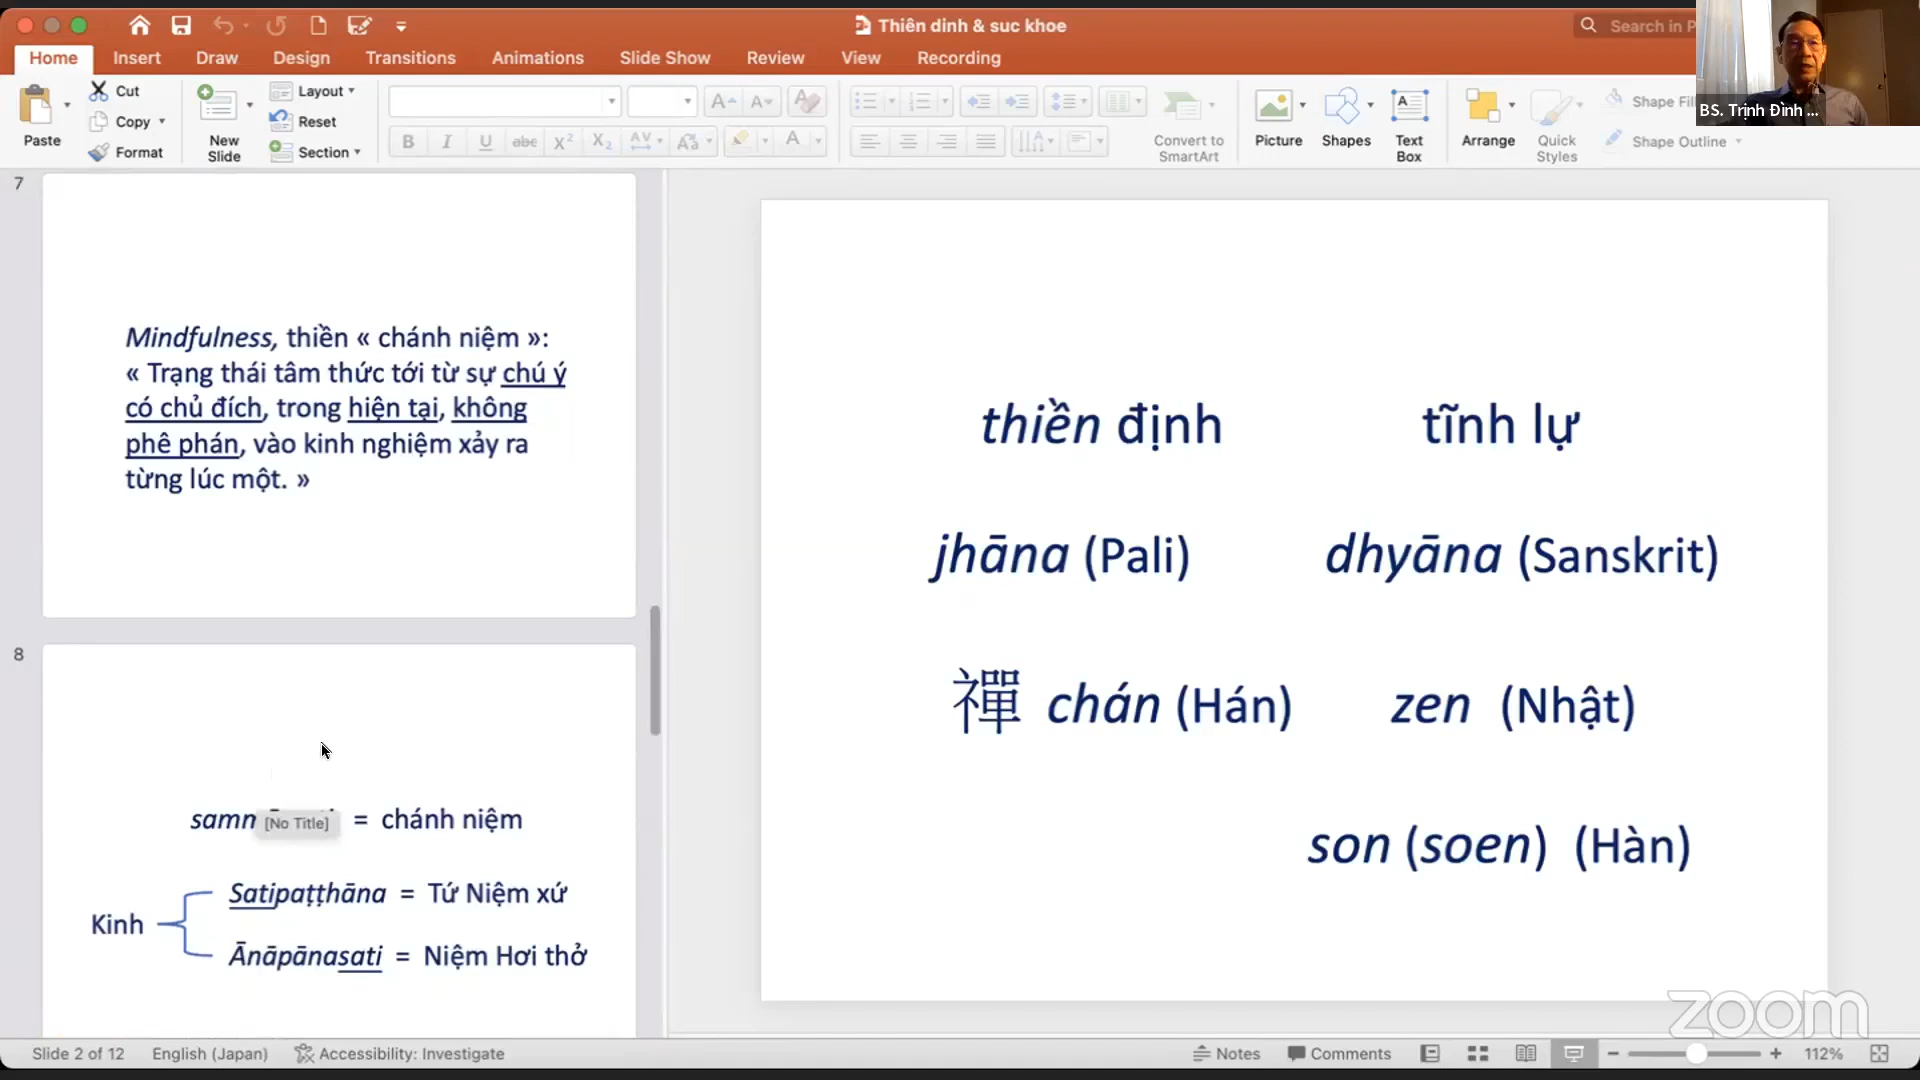 Thiên dinh & suc khoe
Search in P
Home Insert Draw Design Transitions Animations Slide Show Review View Recording
BS. Trịnh Đình ...
Paste
Cut
Copy
Format
New Slide
Layout
Reset
Section
Convert to SmartArt
Picture
Shapes
Text Box
Arrange
Quick Styles
Shape Fil
Shape Outline
7
Mindfulness, thiền « chánh niệm »:
« Trạng thái tâm thức tới từ sự chú ý
có chủ đích, trong hiện tại, không
phê phán, vào kinh nghiệm xảy ra
từng lúc một. »
8
[No Title] = chánh niệm
Kinh
Satipaṭṭhāna = Tứ Niệm xứ
Ānāpānasati = Niệm Hơi thở
thiền định tĩnh lự
jhāna (Pali) dhyāna (Sanskrit)
禪 chán (Hán) zen (Nhật)
son (soen) (Hàn)
zoom
Slide 2 of 12 English (Japan) Accessibility: Investigate Notes Comments 112%